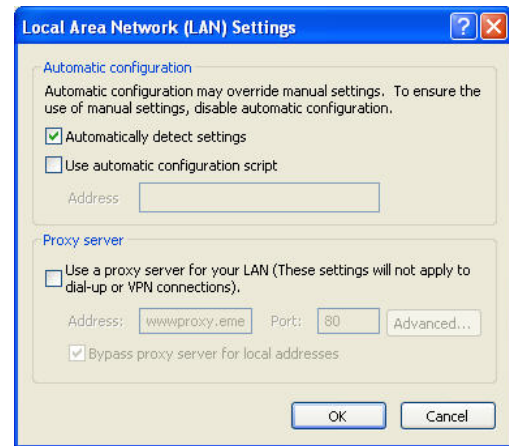 Local Area Network (LAN) Settings
Automatic configuration
Automatic configuration may override manual settings. To ensure the
use of manual settings, disable automatic configuration.
Automatically detect settings
Use automatic configuration script
Address
Proxy server
Use a proxy server for your LAN (These settings will not apply to
dial-up or VPN connections).
Address: wwwproxy.eme Port: 80 Advanced...
Bypass proxy server for local addresses
OK Cancel